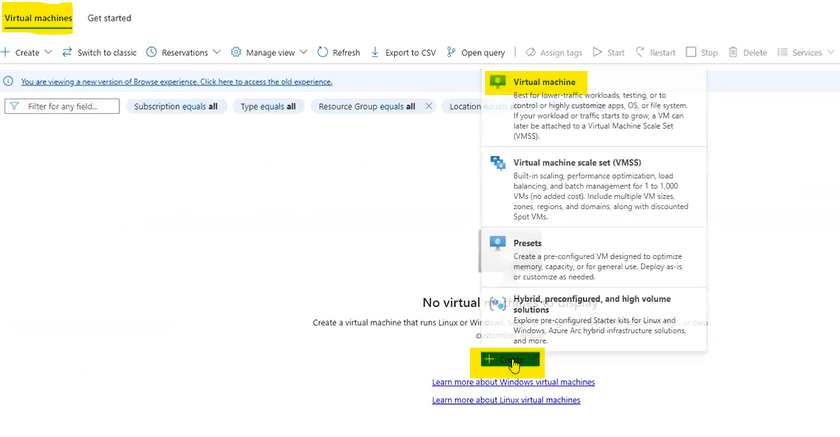 Virtual machines Get started
Create Switch to classic Reservations Manage view Refresh Export to CSV Open query Assign tags Start Restart Stop Delete Services
You are viewing a new version of Browse experience. Click here to access the old experience.
Filter for any field... Subscription equals all Type equals all Resource Group equals all Location equals
Virtual machine
Best for lower-traffic workloads, testing, or to
control or highly customize apps, OS, or file system.
If your workload or traffic starts to grow, a VM can
later be attached to a Virtual Machine Scale Set
(VMSS).
Virtual machine scale set (VMSS)
Built-in scaling, performance optimization, load
balancing, and batch management for 1 to 1,000
VMs (no added cost). Include multiple VM sizes,
zones, regions, and domains, along with discounted
Spot VMs.
Presets
Create a pre-configured VM designed to optimize
memory, capacity, or for general use. Deploy as-is,
or customize as needed.
Hybrid, preconfigured, and high volume
solutions
Explore pre-configured Starter kits for Linux and
Windows, Azure Arc hybrid infrastructure solutions,
and more.
No virtual machines to display
Create a virtual machine that runs Linux or Windows. own
Create
Learn more about Windows virtual machines
Learn more about Linux virtual machines